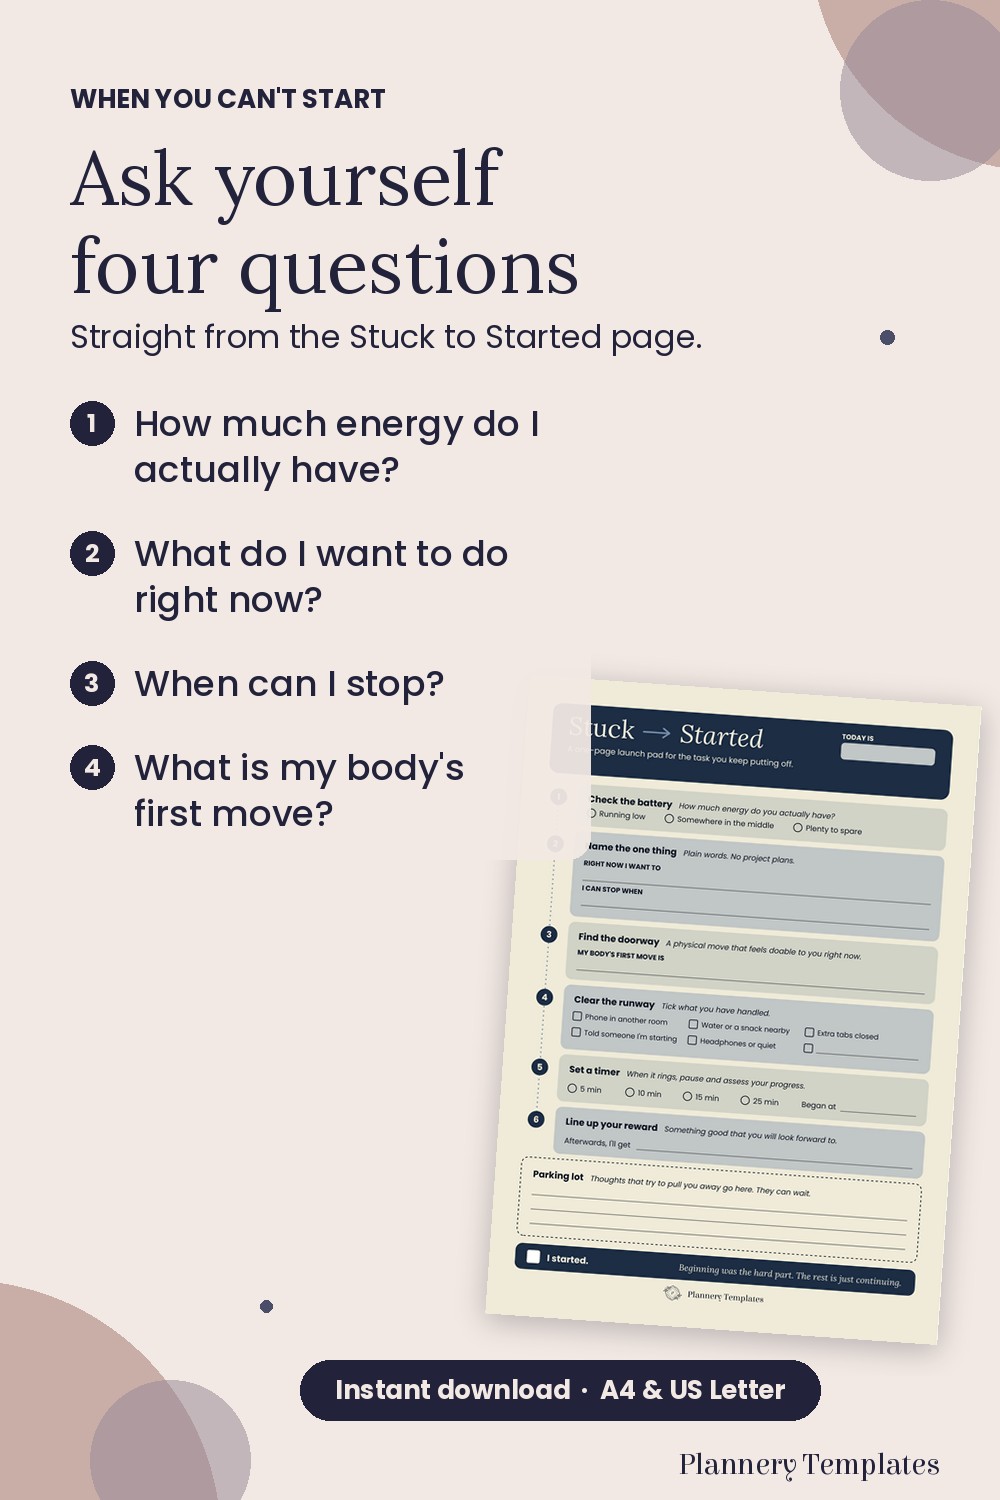 WHEN YOU CAN'T START
Ask yourself
four questions
Straight from the Stuck to Started page.
1 How much energy do I
actually have?
2 What do I want to do
right now?
3 When can I stop?
4 What is my body's
first move?
Stuck → Started
TODAY IS
page launch pad for the task you keep putting off.
1 Check the battery How much energy do you actually have?
Running low Somewhere in the middle Plenty to spare
2 Name the one thing Plain words. No project plans.
RIGHT NOW I WANT TO
I CAN STOP WHEN
3 Find the doorway A physical move that feels doable to you right now.
MY BODY'S FIRST MOVE IS
4 Clear the runway Tick what you have handled.
Phone in another room Water or a snack nearby Extra tabs closed
Told someone I'm starting Headphones or quiet
5 Set a timer When it rings, pause and assess your progress.
5 min 10 min 15 min 25 min Began at
6 Line up your reward Something good that you will look forward to.
Afterwards, I'll get
Parking lot Thoughts that try to pull you away go here. They can wait.
I started. Beginning was the hard part. The rest is just continuing.
Plannery Templates
Instant download · A4 & US Letter
Plannery Templates